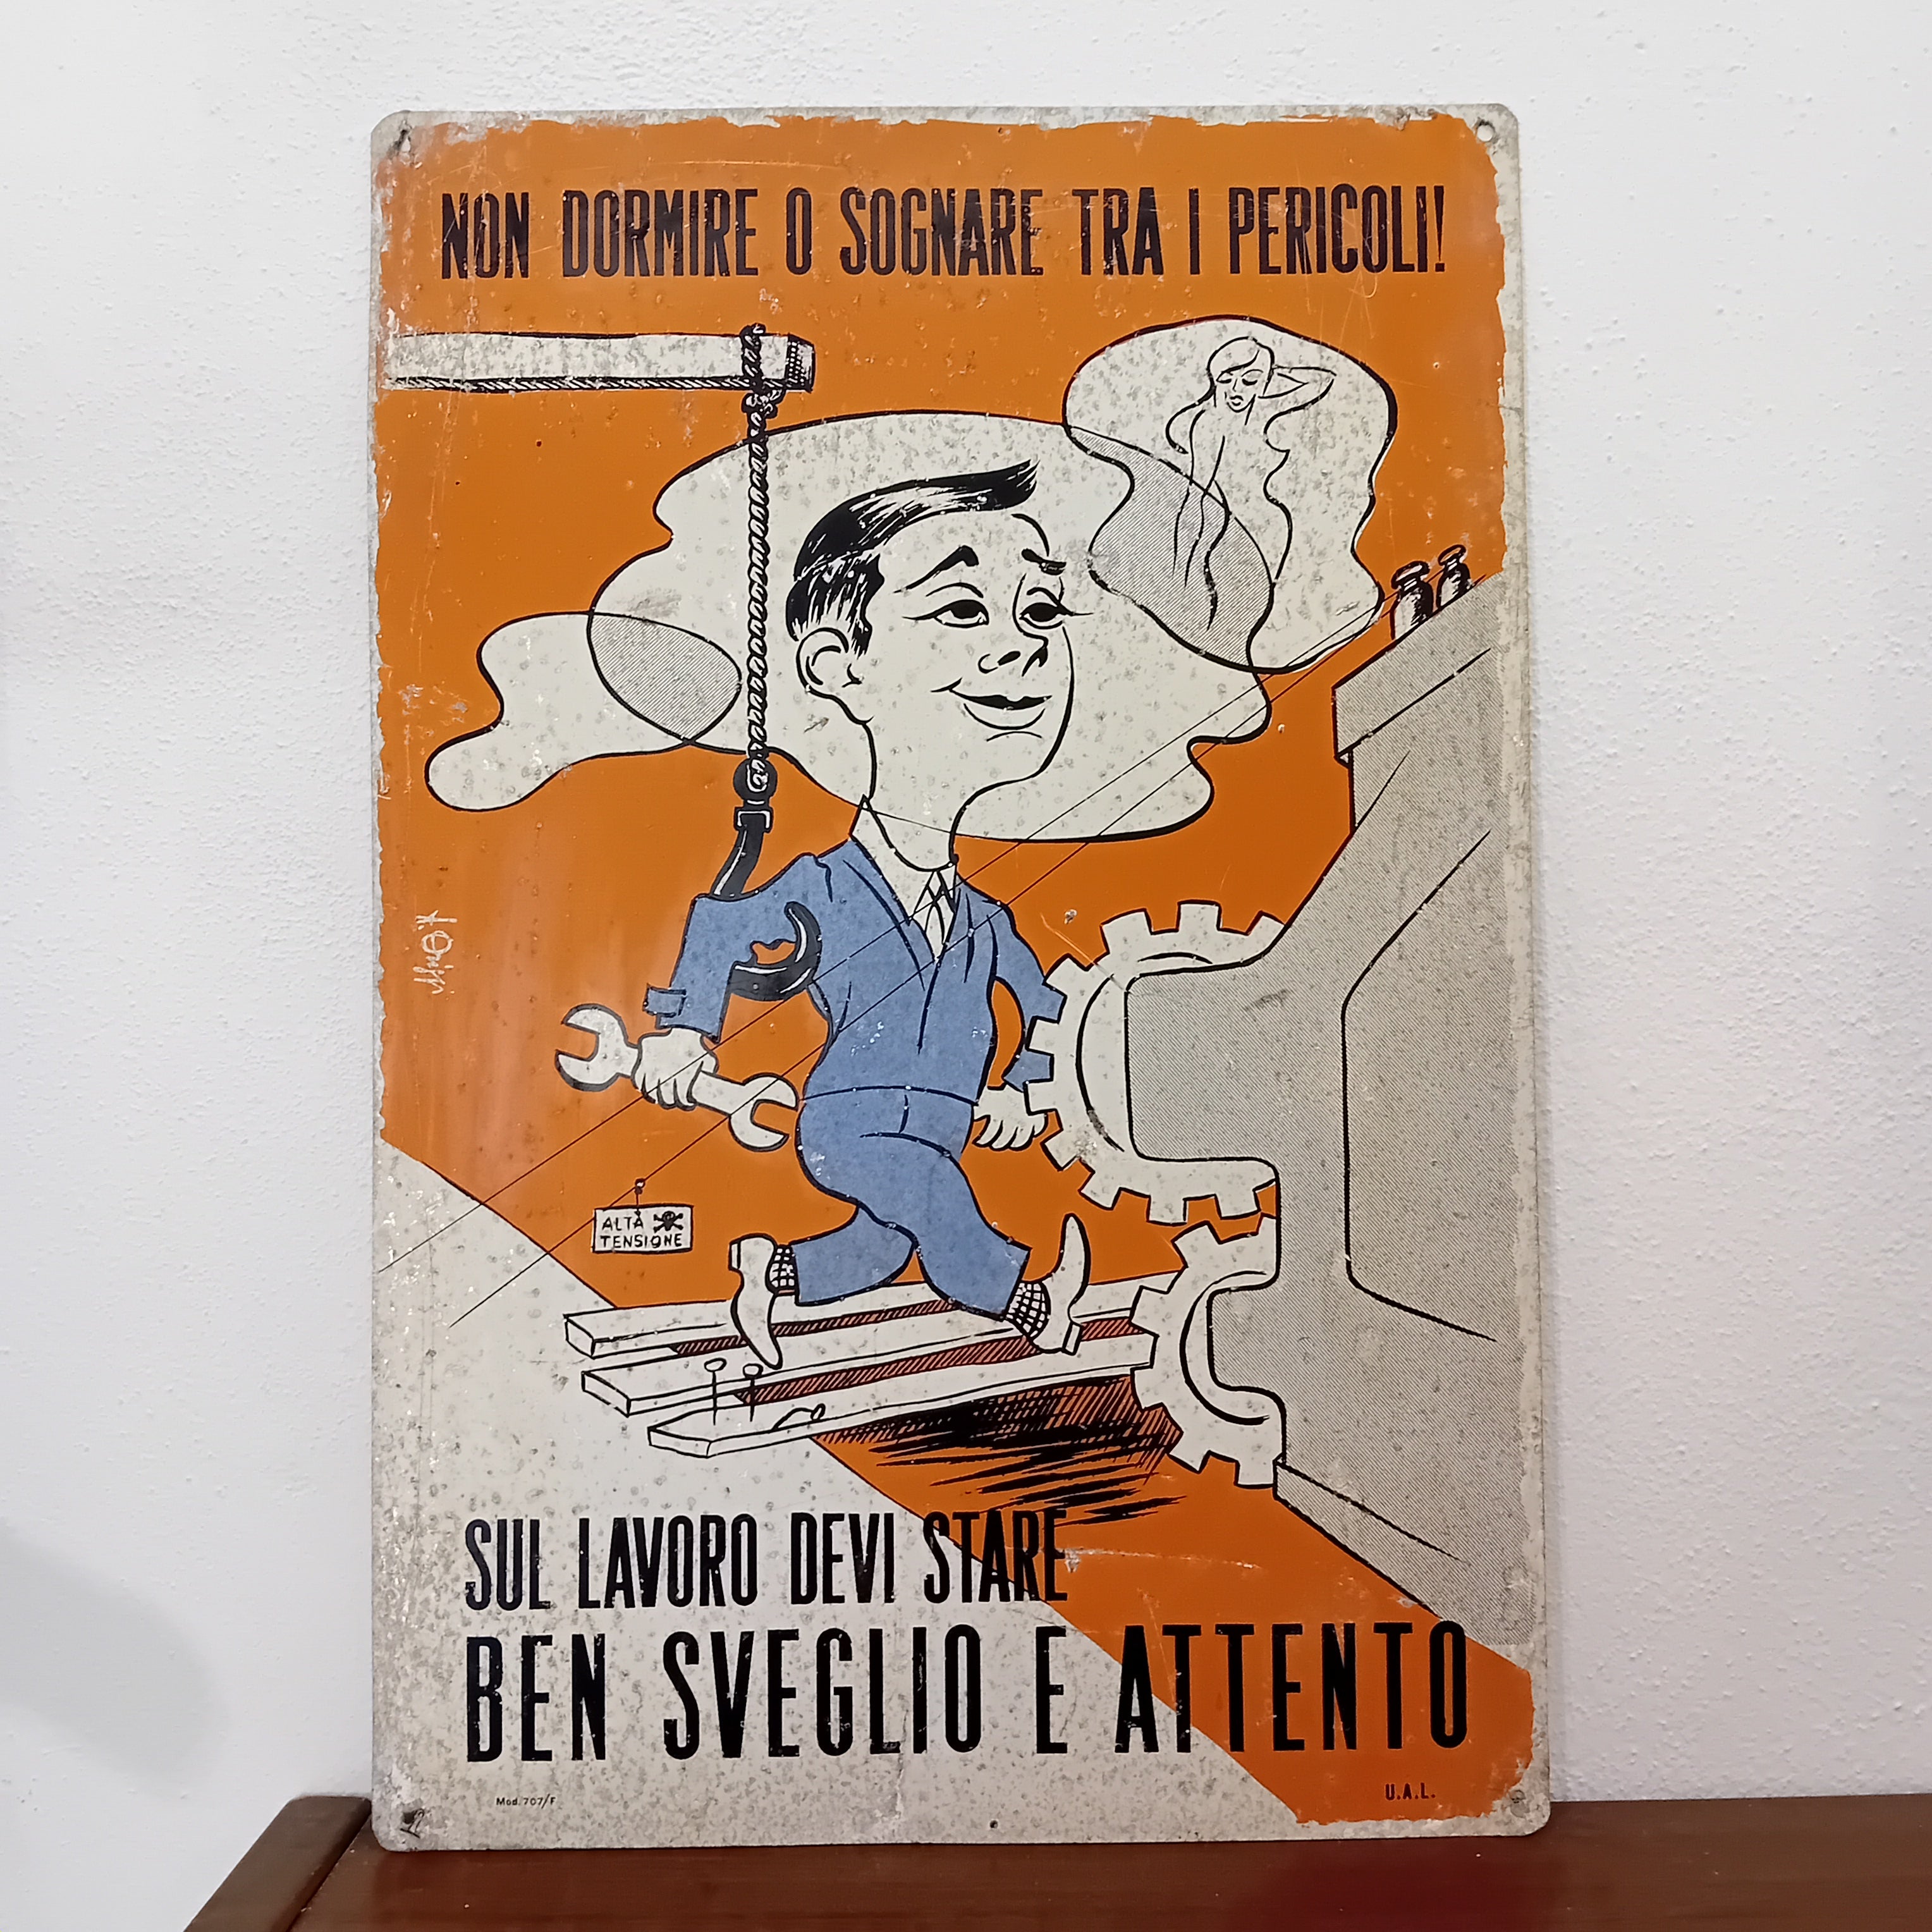 NON DORMIRE O SOGNARE TRA I PERICOLI!
ALTA
TENSIONE
SUL LAVORO DEVI STARE
BEN SVEGLIO E ATTENTO
Mod. 707/F
U.A.L.